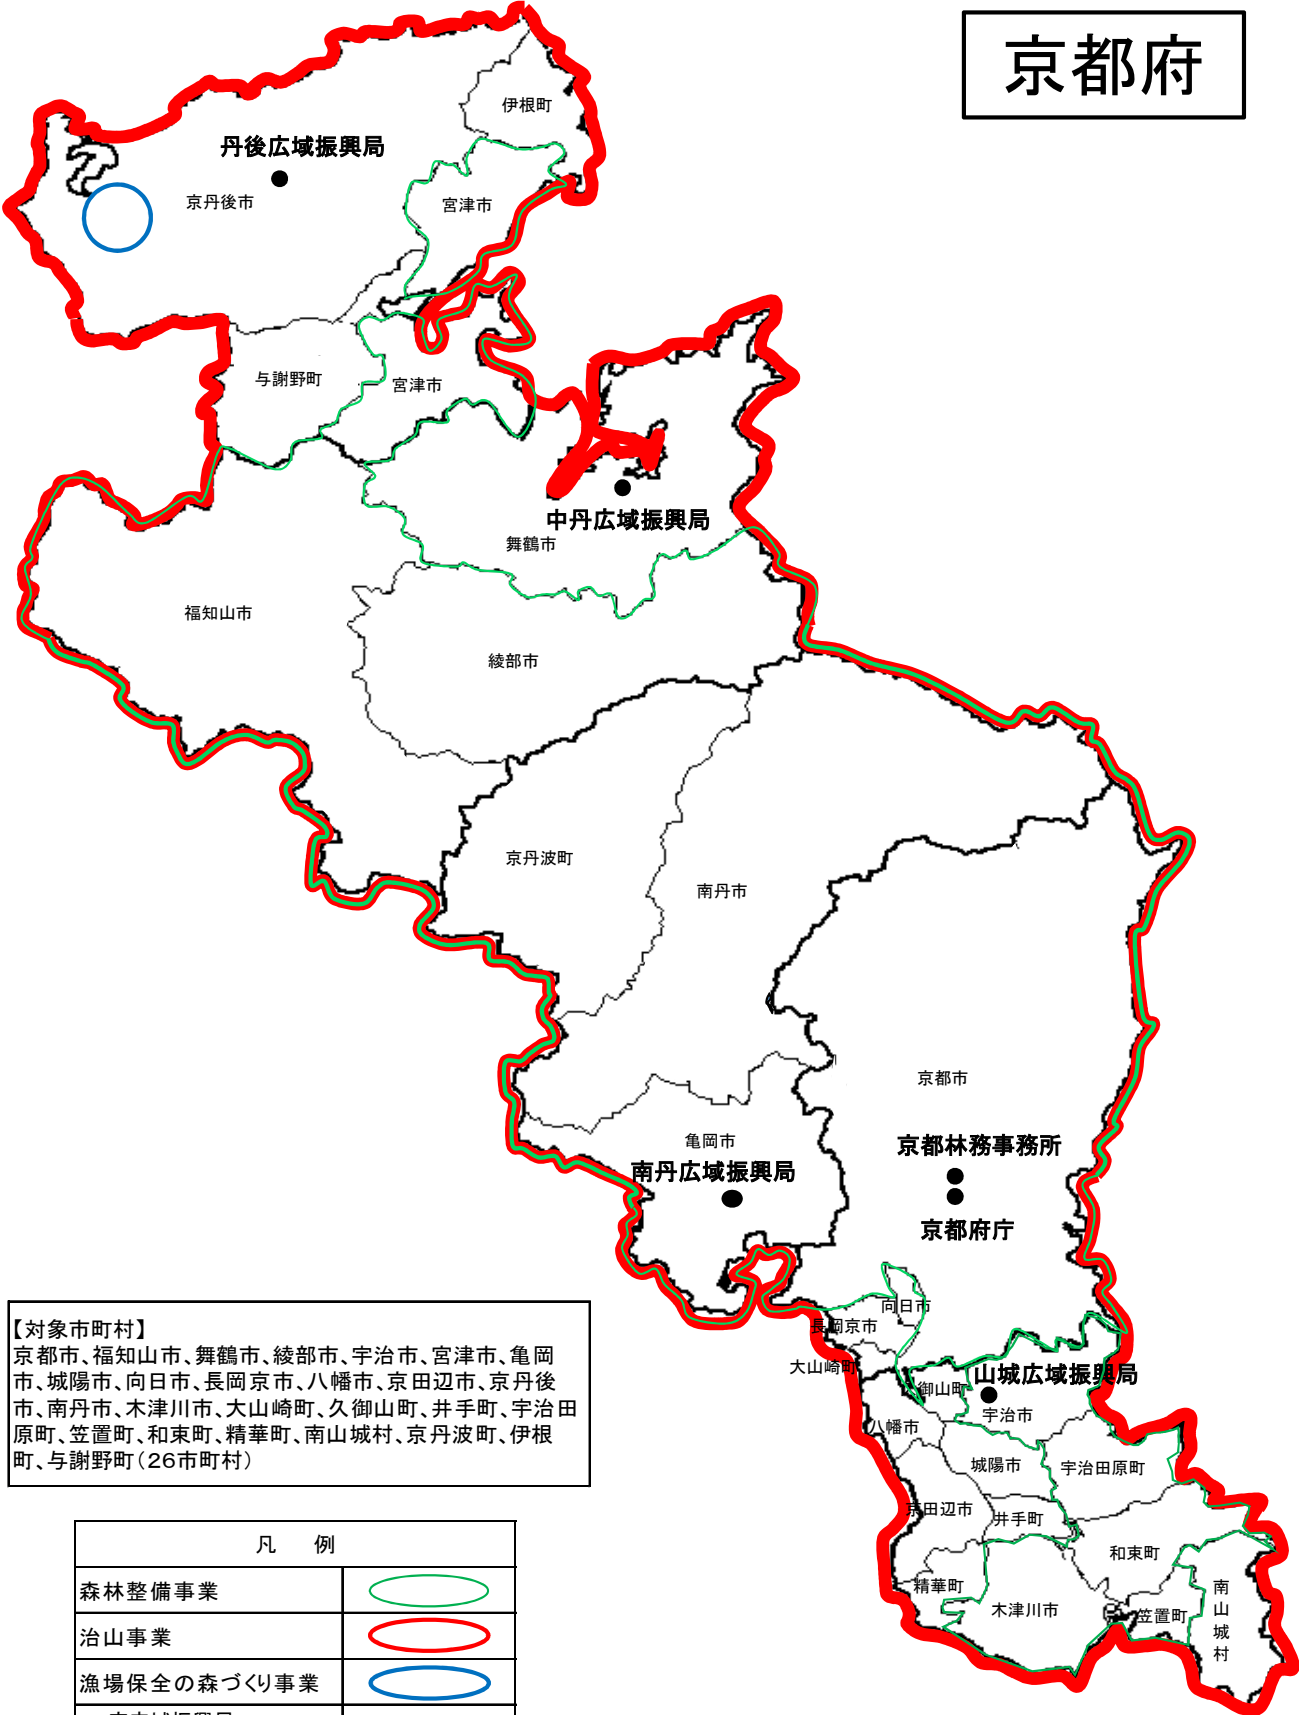 京都府
伊根町
丹後広域振興局
京丹後市
宮津市
与謝野町
宮津市
中丹広域振興局
舞鶴市
福知山市
綾部市
京丹波町
南丹市
京都市
亀岡市
京都林務事務所
南丹広域振興局
京都府庁
向日市
長岡京市
大山崎町
山城広域振興局
御山町
宇治市
八幡市
城陽市
宇治田原町
京田辺市
井手町
和束町
精華町
木津川市
笠置町
南山城村
【対象市町村】
京都市、福知山市、舞鶴市、綾部市、宇治市、宮津市、亀岡
市、城陽市、向日市、長岡京市、八幡市、京田辺市、京丹後
市、南丹市、木津川市、大山崎町、久御山町、井手町、宇治田
原町、笠置町、和束町、精華町、南山城村、京丹波町、伊根
町、与謝野町（26市町村）
凡　例
森林整備事業
治山事業
漁場保全の森づくり事業